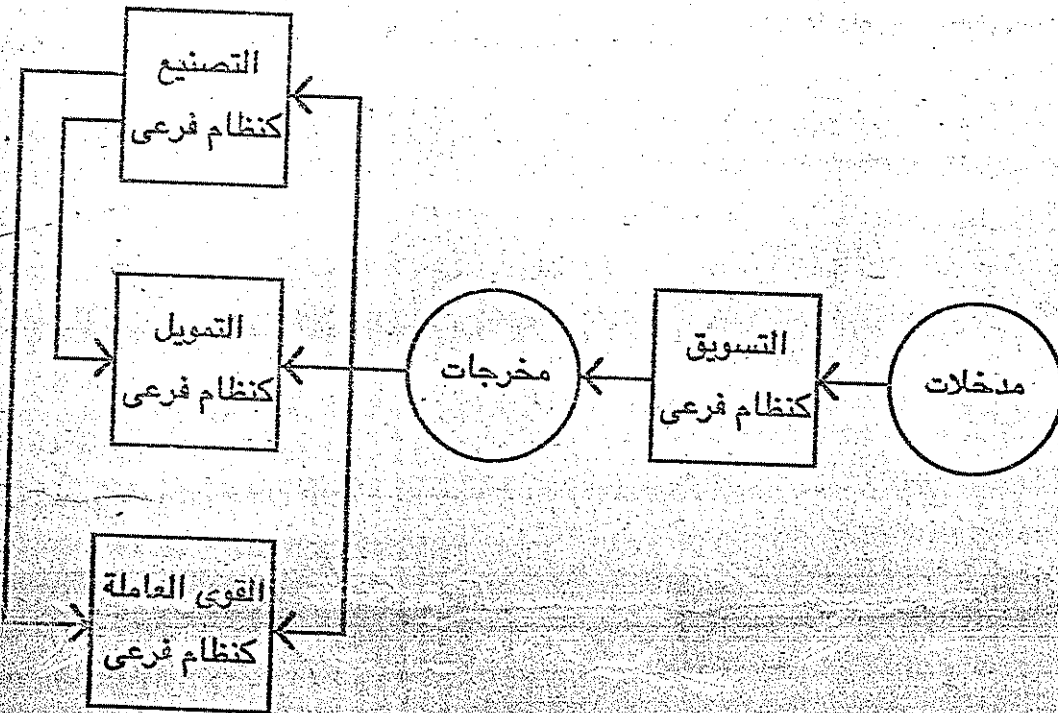 التصنيع
كنظام فرعى
مدخلات
التسويق
كنظام فرعى
مخرجات
التمويل
كنظام فرعى
القوى العاملة
كنظام فرعى